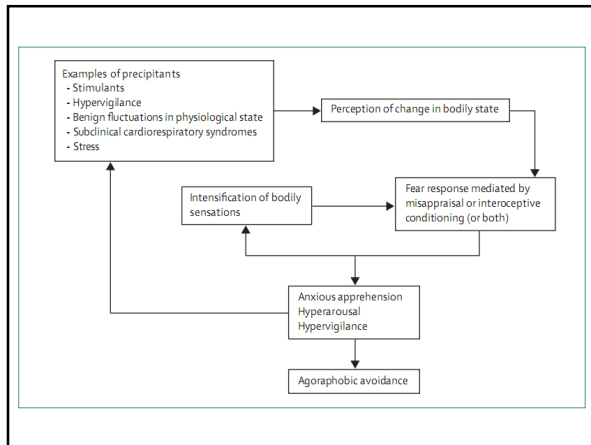 Examples of precipitants
- Stimulants
- Hypervigilance
- Benign fluctuations in physiological state
- Subclinical cardiorespiratory syndromes
- Stress
Perception of change in bodily state
Intensification of bodily
sensations
Fear response mediated by
misappraisal or interoceptive
conditioning (or both)
Anxious apprehension
Hyperarousal
Hypervigilance
Agoraphobic avoidance